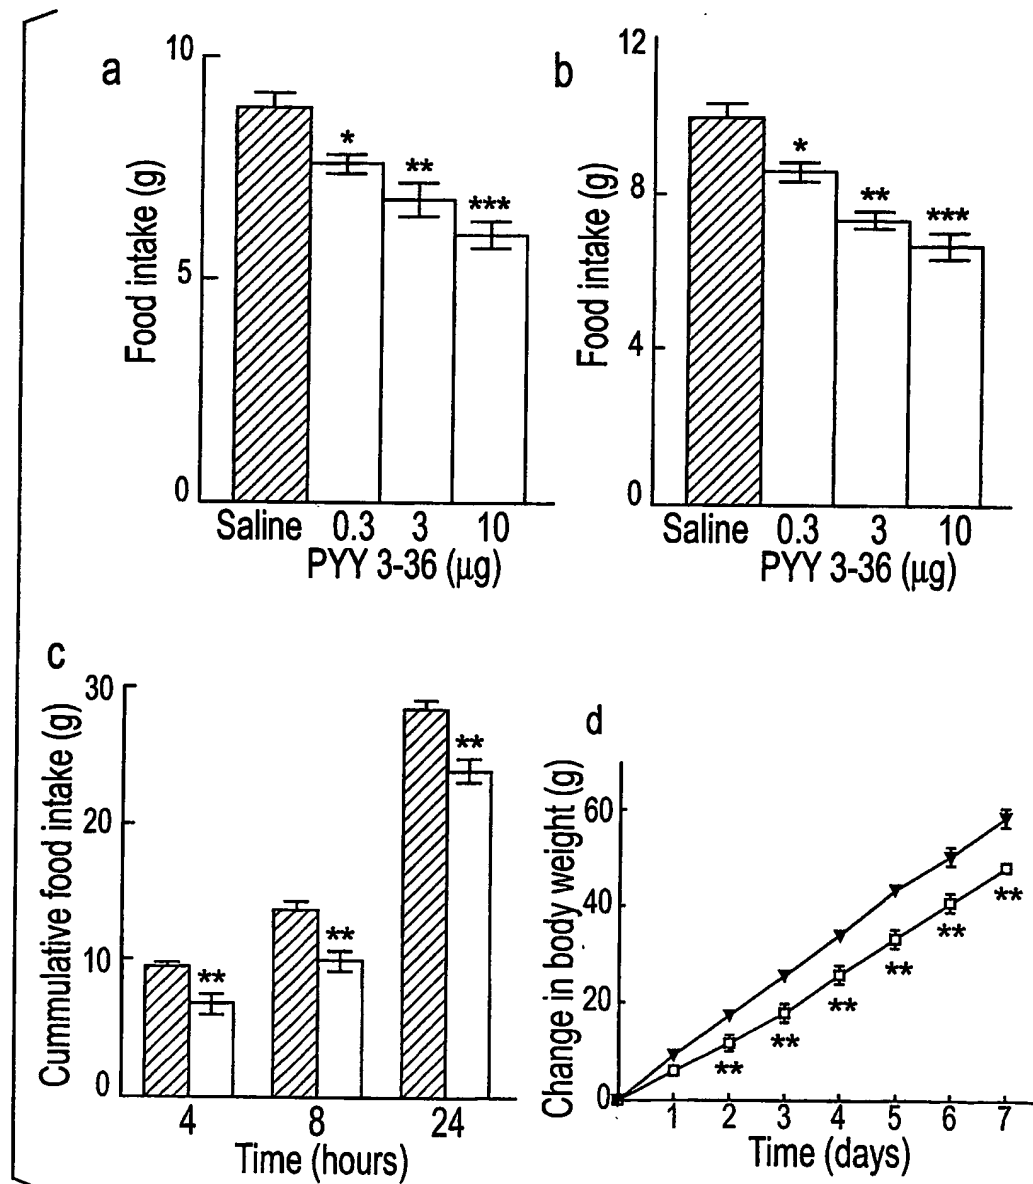 a
10
5
0
Food intake (g)
*
**
***
Saline 0.3 3 10
PYY 3-36 (µg)
b
12
8
4
0
Food intake (g)
*
**
***
Saline 0.3 3 10
PYY 3-36 (µg)
c
30
20
10
0
Cummulative food intake (g)
**
**
**
4 8 24
Time (hours)
d
60
40
20
0
Change in body weight (g)
**
**
**
**
**
**
1 2 3 4 5 6 7
Time (days)